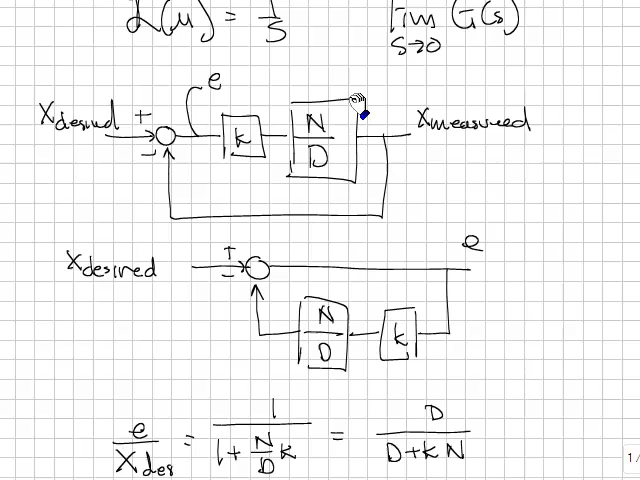 L(μ) = 1/S lim S→0 G(s)
e
Xdesired + − K N/D Xmeasured
Xdesired + − e
N/D K
e/Xdes = 1/(1 + N/D K) = D/(D + K N)
1/